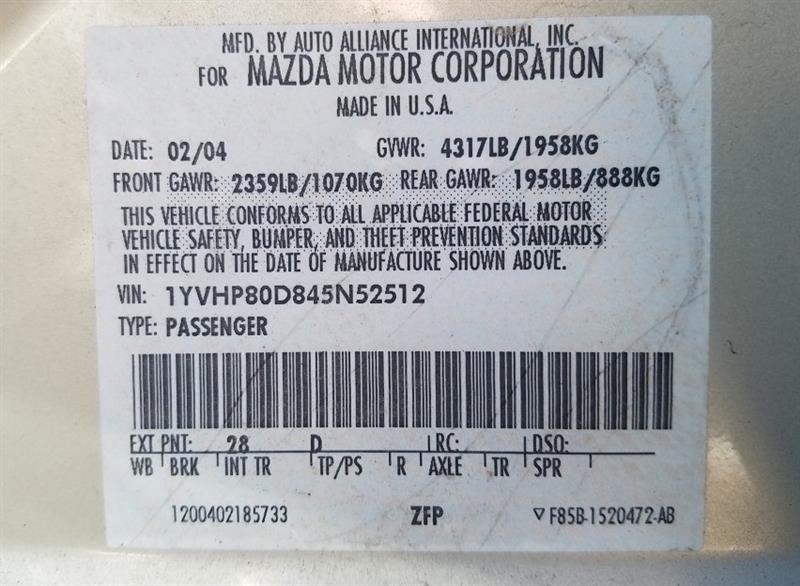 MFD. BY AUTO ALLIANCE INTERNATIONAL, INC.
FOR MAZDA MOTOR CORPORATION
MADE IN U.S.A.
DATE: 02/04 GVWR: 4317LB/1958KG
FRONT GAWR: 2359LB/1070KG REAR GAWR: 1958LB/888KG
THIS VEHICLE CONFORMS TO ALL APPLICABLE FEDERAL MOTOR
VEHICLE SAFETY, BUMPER, AND THEFT PREVENTION STANDARDS
IN EFFECT ON THE DATE OF MANUFACTURE SHOWN ABOVE.
VIN: 1YVHP80D845N52512
TYPE: PASSENGER
EXT PNT: 28 D RC: DSO:
WB BRK INT TR TP/PS R AXLE TR SPR
1200402185733 ZFP ▽ F85B-1520472-AB